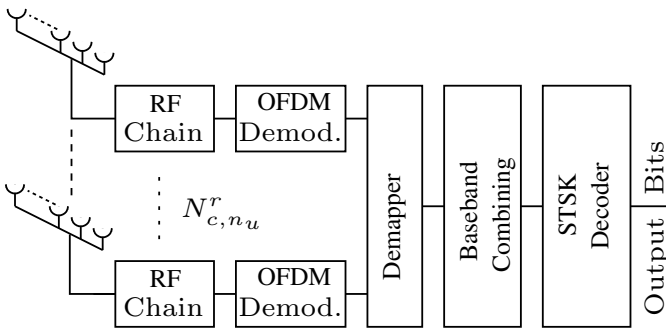 RF
Chain
OFDM
Demod.
N^r_{c,n_u}
RF
Chain
OFDM
Demod.
Demapper
Baseband
Combining
STSK
Decoder
Output Bits